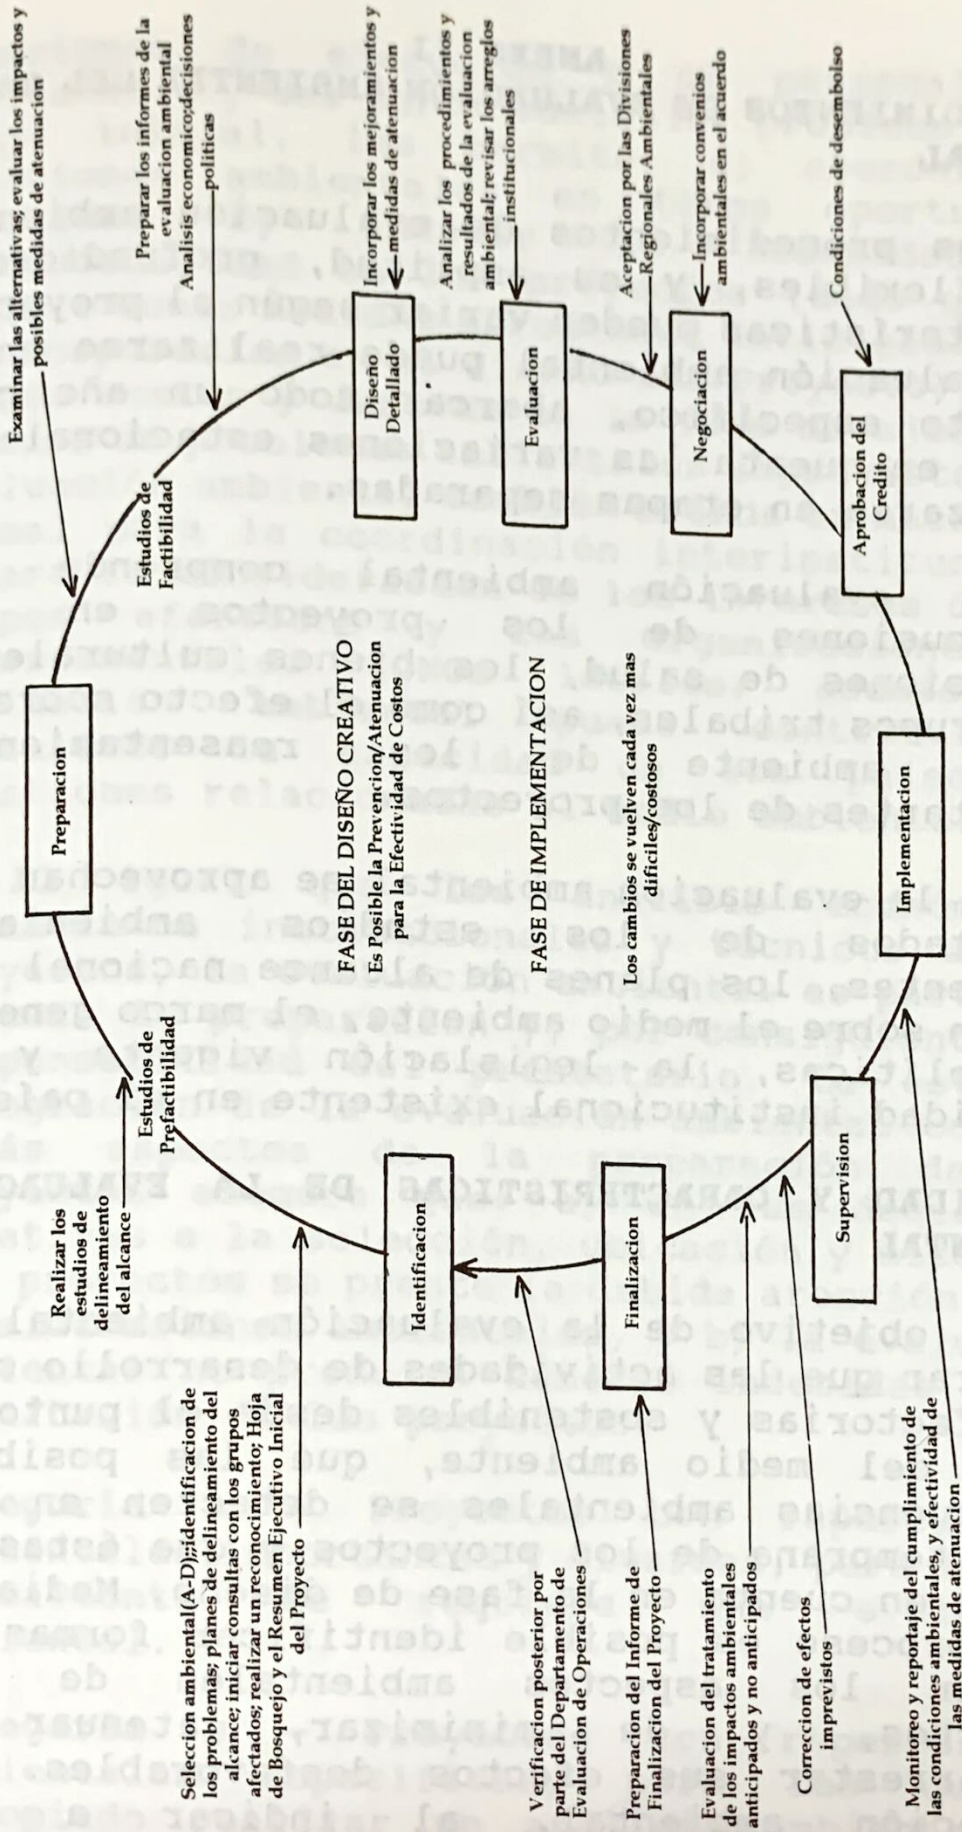 Examinar las alternativas; evaluar los impactos y
posibles medidas de atenuacion
Preparacion
Realizar los
estudios de
delineamiento
del alcance
Estudios de
Prefactibilidad
Estudios de
Factibilidad
Preparar los informes de la
evaluacion ambiental
Análisis economico;decisiones
politicas
Seleccion ambiental(A-D);;identificacion de
los problemes; planes de delineamiento del
alcance; iniciar consultas con los grupos
afectados; realizar un reconocimiento; Hoja
de Bosquejo y el Resumen Ejecutivo Inicial
del Proyecto
Identificacion
FASE DEL DISENO CREATIVO
Es Posible la Prevencion/Atenuacion
para la Efectividad de Costos
Diseño
Detallado
Incorporar los mejoramientos y
medidas de atenuacion
Analizar los procedimientos y
resultados de la evaluacion
ambiental; revisar los arreglos
institucionales
Verificacion posterior por
parte del Departamento de
Evaluacion de Operaciones
Finalizacion
FASE DE IMPLEMENTACION
Los cambios se vuelven cada vez mas
dificiles/costosos
Evaluacion
Aceptacion por las Divisiones
Regionales Ambientales
Preparacion del Informe de
Finalizacion del Proyecto
Negociacion
Incorporar convenios
ambientales en el acuerdo
Evaluacion del tratamiento
de los impactos ambientales
anticipados y no anticipados
Supervision
Correccion de efectos
imprevistos
Implementacion
Aprobacion del
Credito
Condiciones de desembolso
Monitoreo y reportaje del cumplimiento de
las condiciones ambientales, y efectividad de
las medidas de atenuacion